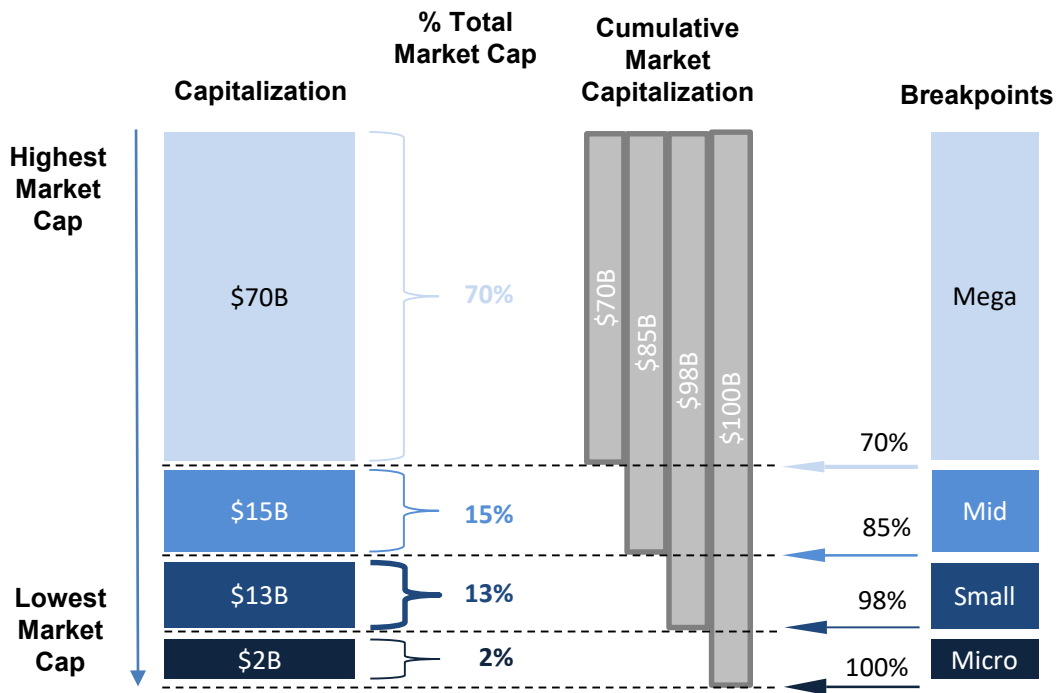 % Total
Market Cap
Cumulative
Market
Capitalization
Capitalization
Breakpoints
Highest
Market
Cap
$70B
70%
$70B
$85B
$98B
$100B
Mega
70%
$15B
15%
85%
Mid
Lowest
Market
Cap
$13B
13%
98%
Small
$2B
2%
100%
Micro